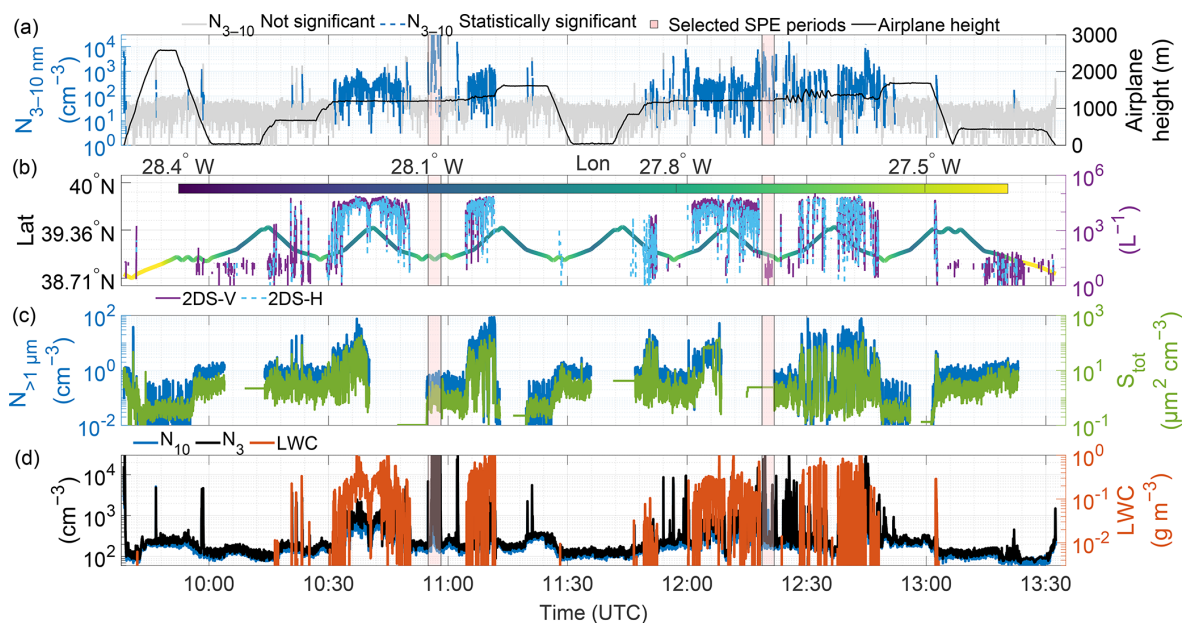 N3–10 Not significant N3–10 Statistically significant Selected SPE periods Airplane height
(a)
10^4
10^3
10^2
10^1
10^0
N3–10 nm
(cm−3)
3000
2000
1000
0
Airplane
height (m)
28.4° W 28.1° W Lon 27.8° W 27.5° W
(b)
40° N
39.36° N
38.71° N
Lat
10^6
10^3
10^0
(L−1)
2DS-V 2DS-H
(c)
10^2
10^0
10^-2
N>1 μm
(cm−3)
10^3
10^1
10^-1
Stot
(μm2 cm−3)
N10 N3 LWC
(d)
10^4
10^3
10^2
(cm−3)
10^0
10^-1
10^-2
LWC
(g m−3)
10:00 10:30 11:00 11:30 12:00 12:30 13:00 13:30
Time (UTC)